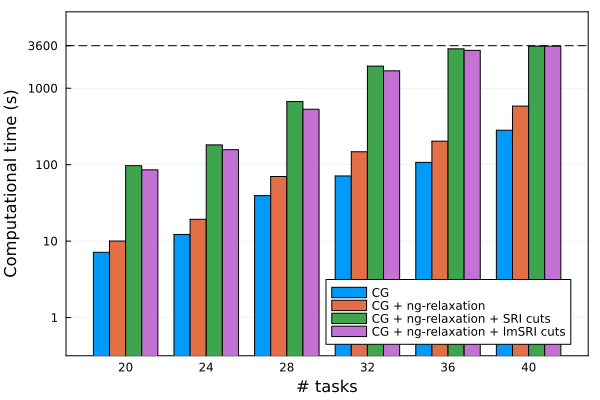 Computational time (s)
3600
1000
100
10
1
CG
CG + ng-relaxation
CG + ng-relaxation + SRI cuts
CG + ng-relaxation + lmSRI cuts
20 24 28 32 36 40
# tasks